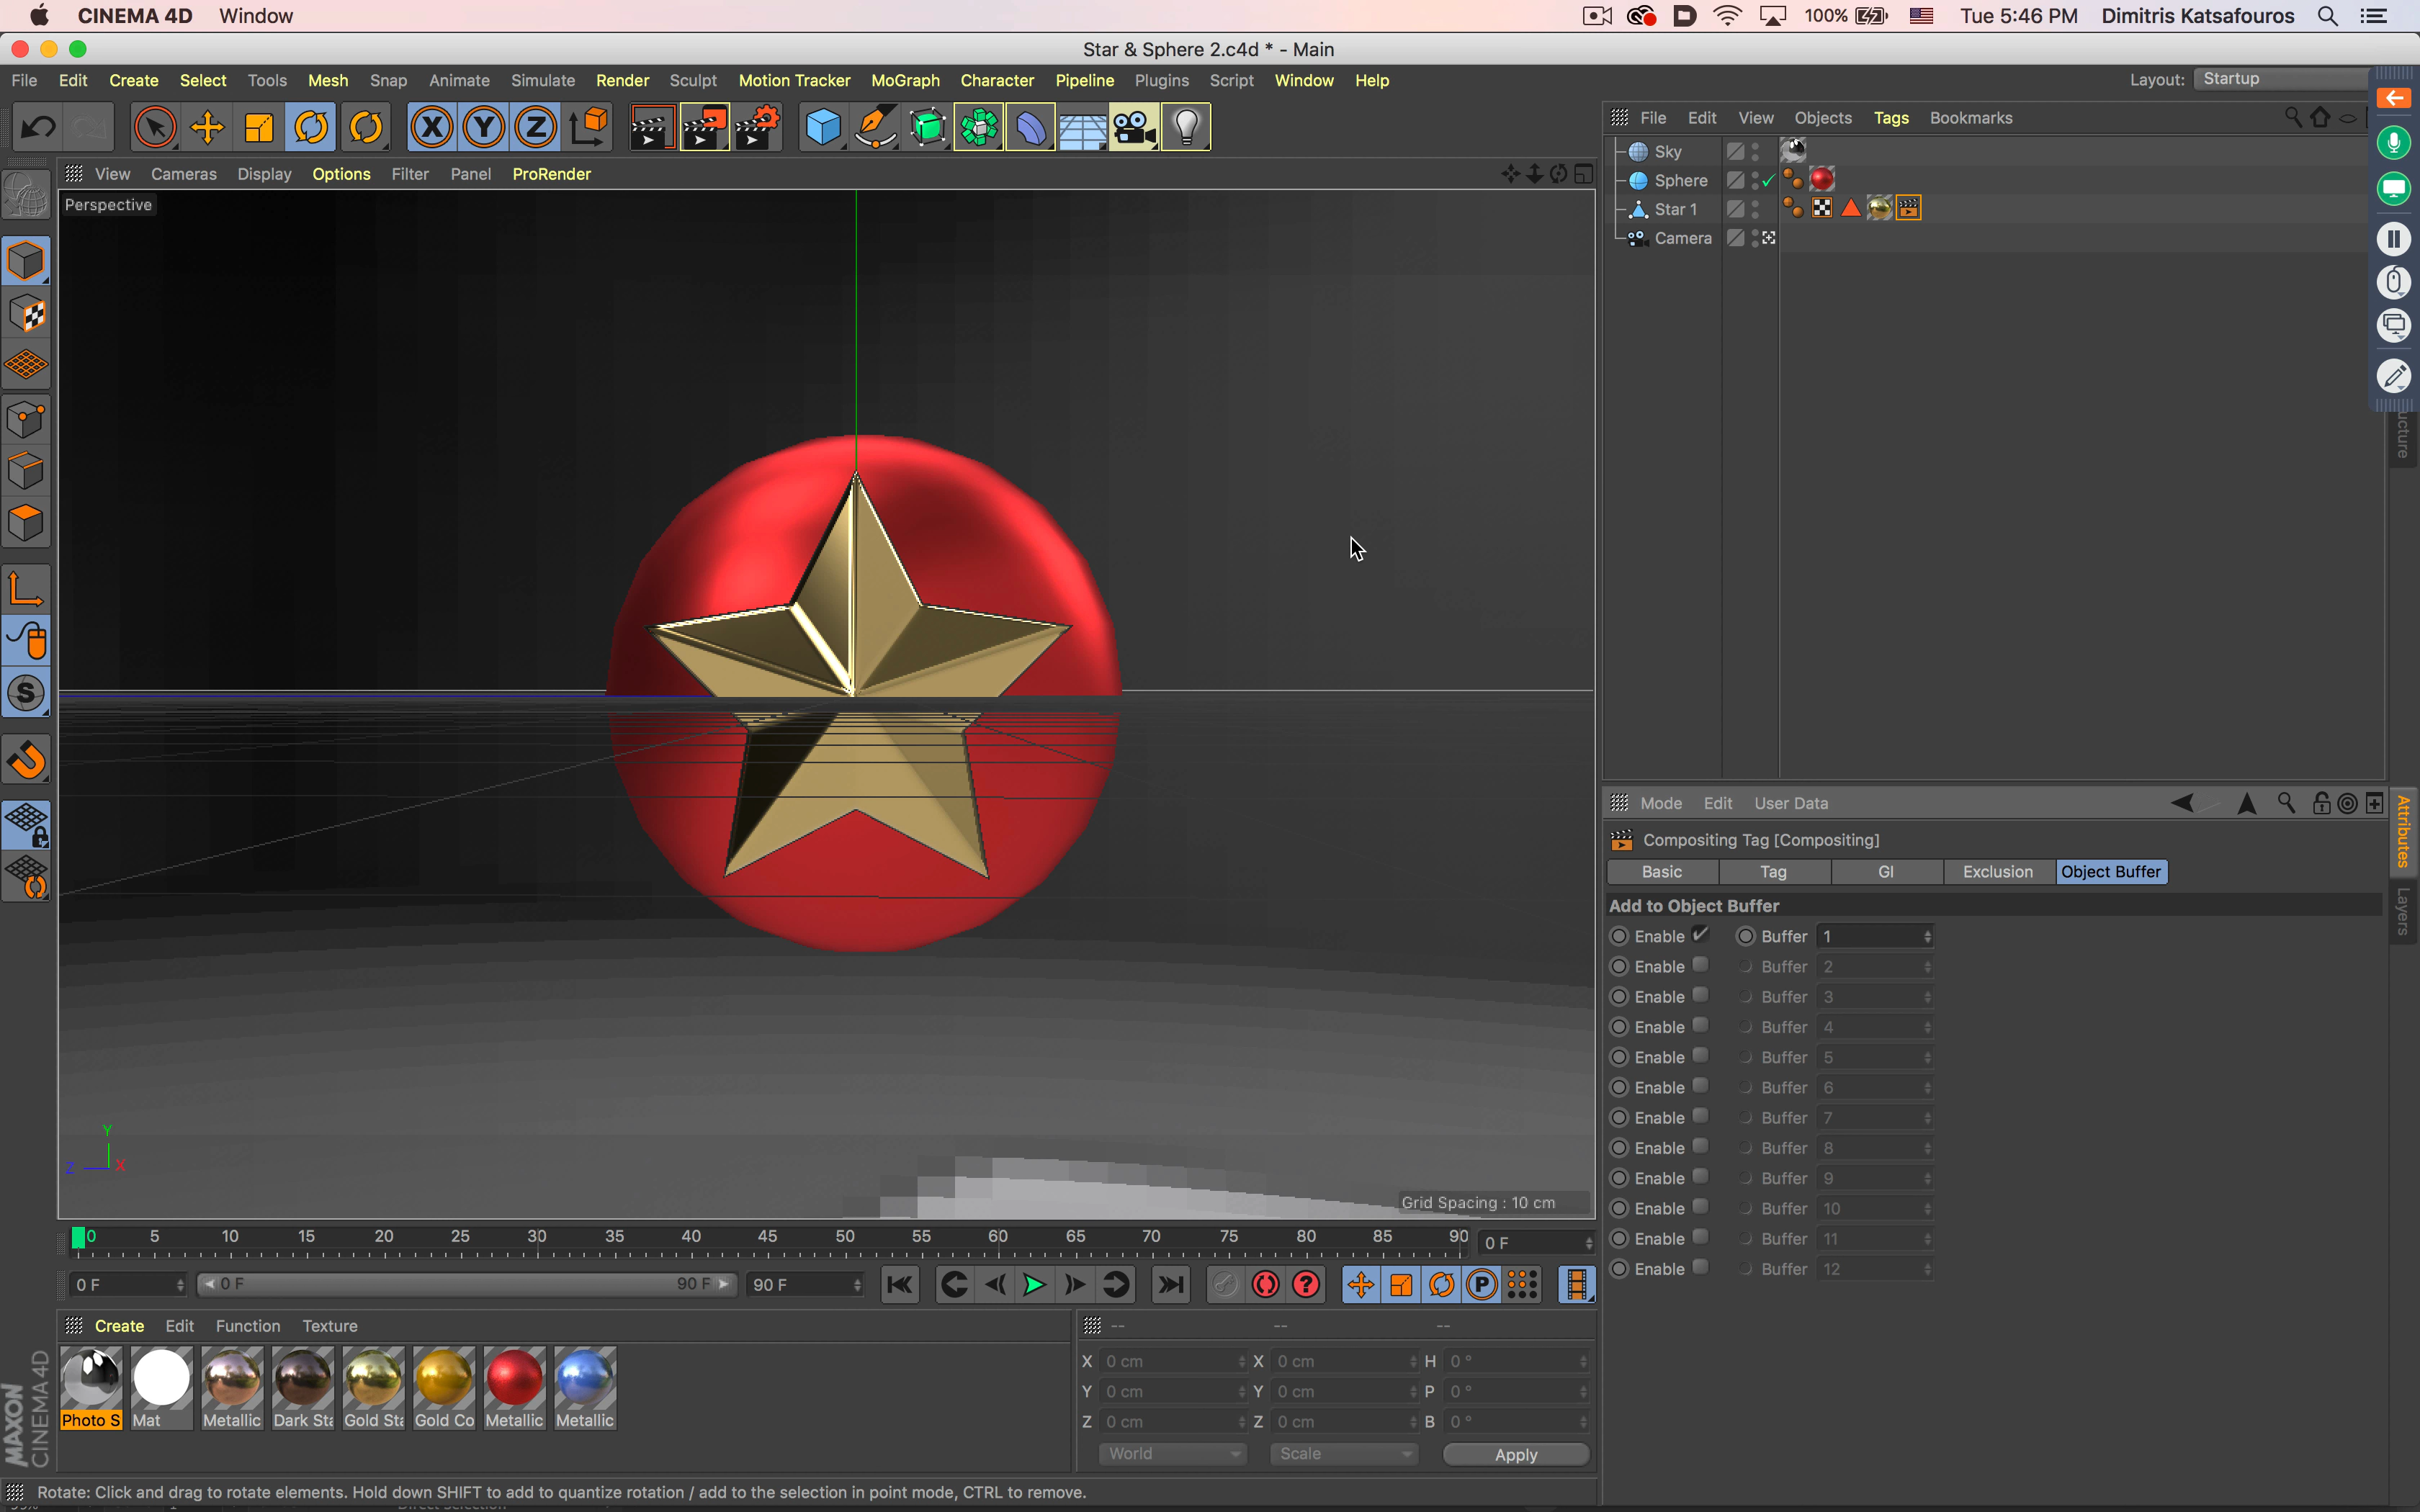 CINEMA 4D Window 100% Tue 5:46 PM Dimitris Katsafouros
Star & Sphere 2.c4d * - Main
File Edit Create Select Tools Mesh Snap Animate Simulate Render Sculpt Motion Tracker MoGraph Character Pipeline Plugins Script Window Help Layout: Startup
X Y Z
File Edit View Objects Tags Bookmarks
View Cameras Display Options Filter Panel ProRender
Perspective
Sky
Sphere
Star 1
Camera
Grid Spacing : 10 cm
Y
Z X
Mode Edit User Data
Attributes
Layers
Compositing Tag [Compositing]
Basic Tag GI Exclusion Object Buffer
Add to Object Buffer
Enable Buffer 1
Enable Buffer 2
Enable Buffer 3
Enable Buffer 4
Enable Buffer 5
Enable Buffer 6
Enable Buffer 7
Enable Buffer 8
Enable Buffer 9
Enable Buffer 10
Enable Buffer 11
Enable Buffer 12
0 5 10 15 20 25 30 35 40 45 50 55 60 65 70 75 80 85 90 0 F
0 F 0 F 90 F 90 F
Create Edit Function Texture
-- -- --
Photo S Mat Metallic Dark Sta Gold Sta Gold Co Metallic Metallic
X 0 cm X 0 cm H 0 °
Y 0 cm Y 0 cm P 0 °
Z 0 cm Z 0 cm B 0 °
World Scale Apply
MAXON
CINEMA 4D
Rotate: Click and drag to rotate elements. Hold down SHIFT to add to quantize rotation / add to the selection in point mode, CTRL to remove.